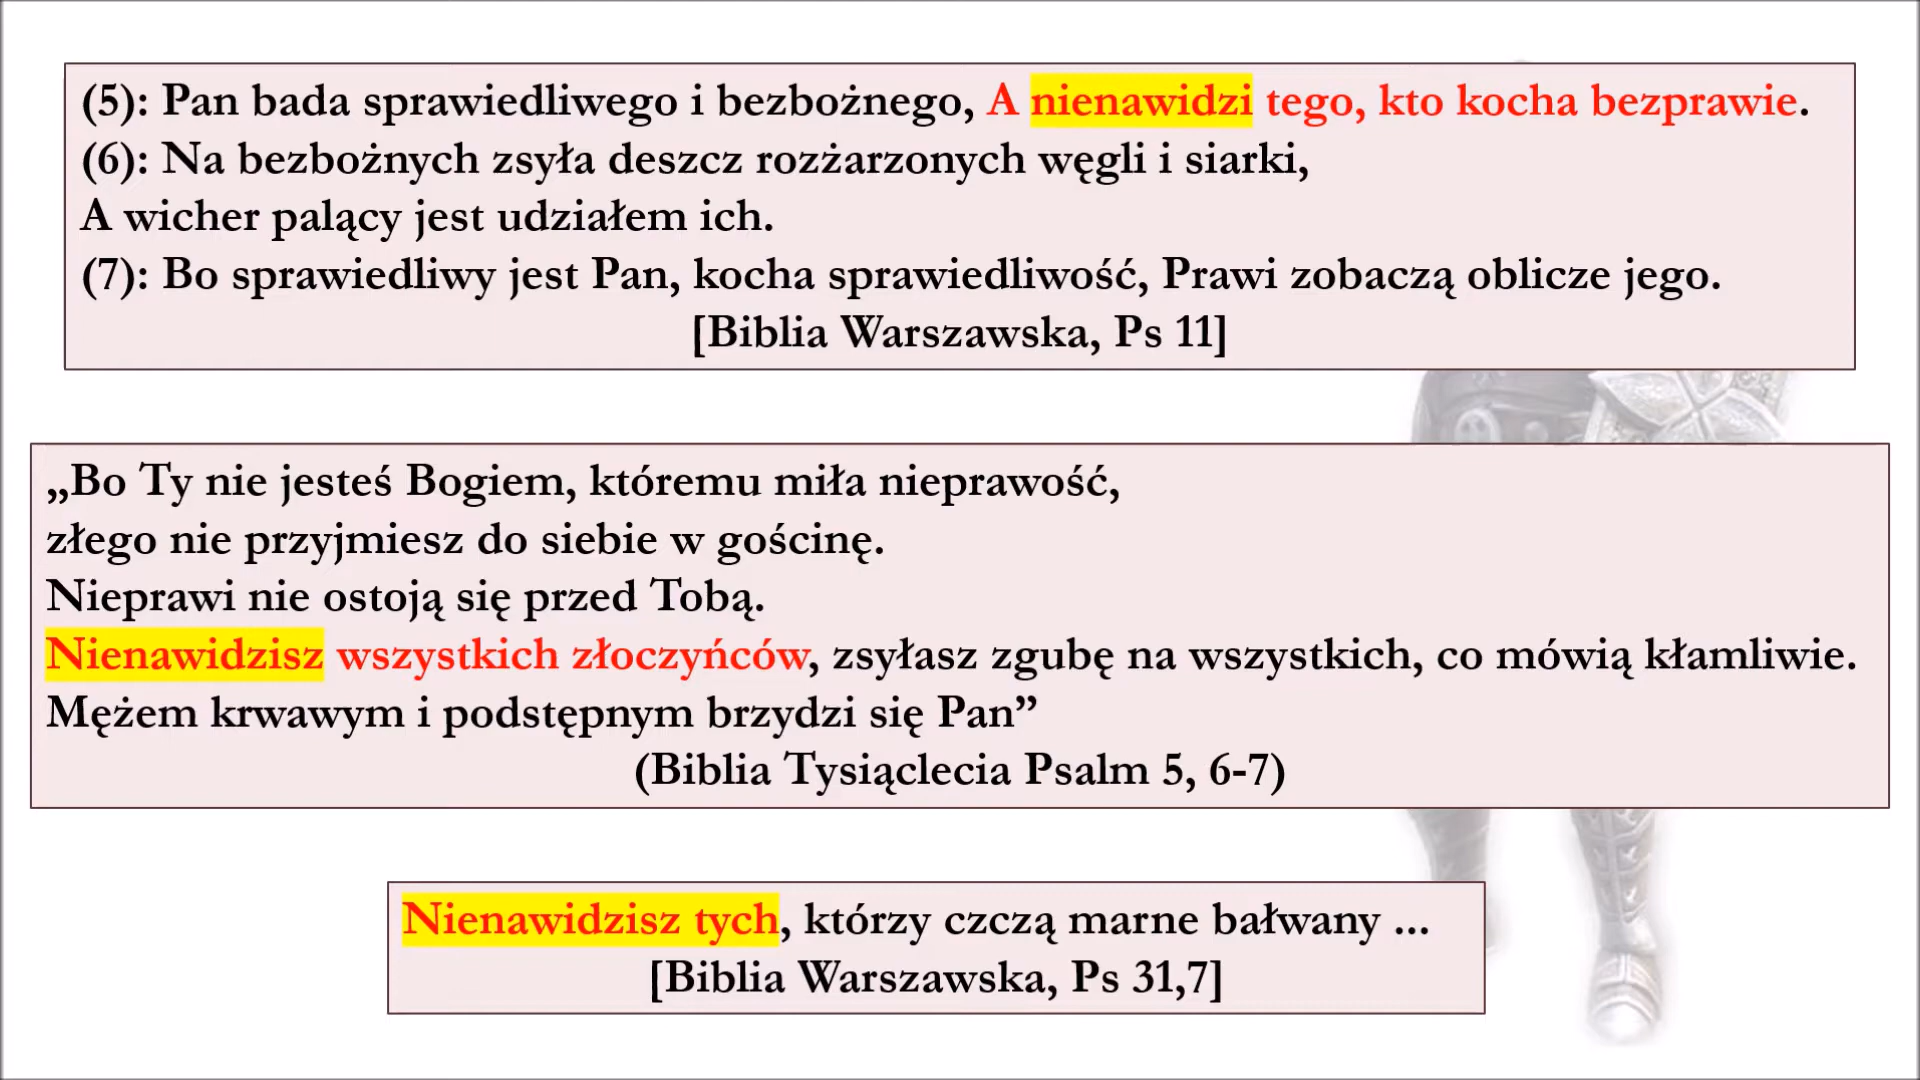 (5): Pan bada sprawiedliwego i bezbożnego, A nienawidzi tego, kto kocha bezprawie.
(6): Na bezbożnych zsyła deszcz rozżarzonych węgli i siarki,
A wicher palący jest udziałem ich.
(7): Bo sprawiedliwy jest Pan, kocha sprawiedliwość, Prawi zobaczą oblicze jego.
[Biblia Warszawska, Ps 11]
„Bo Ty nie jesteś Bogiem, któremu miła nieprawość,
złego nie przyjmiesz do siebie w gościnę.
Nieprawi nie ostoją się przed Tobą.
Nienawidzisz wszystkich złoczyńców, zsyłasz zgubę na wszystkich, co mówią kłamliwie.
Mężem krwawym i podstępnym brzydzi się Pan”
(Biblia Tysiąclecia Psalm 5, 6-7)
Nienawidzisz tych, którzy czczą marne bałwany ...
[Biblia Warszawska, Ps 31,7]